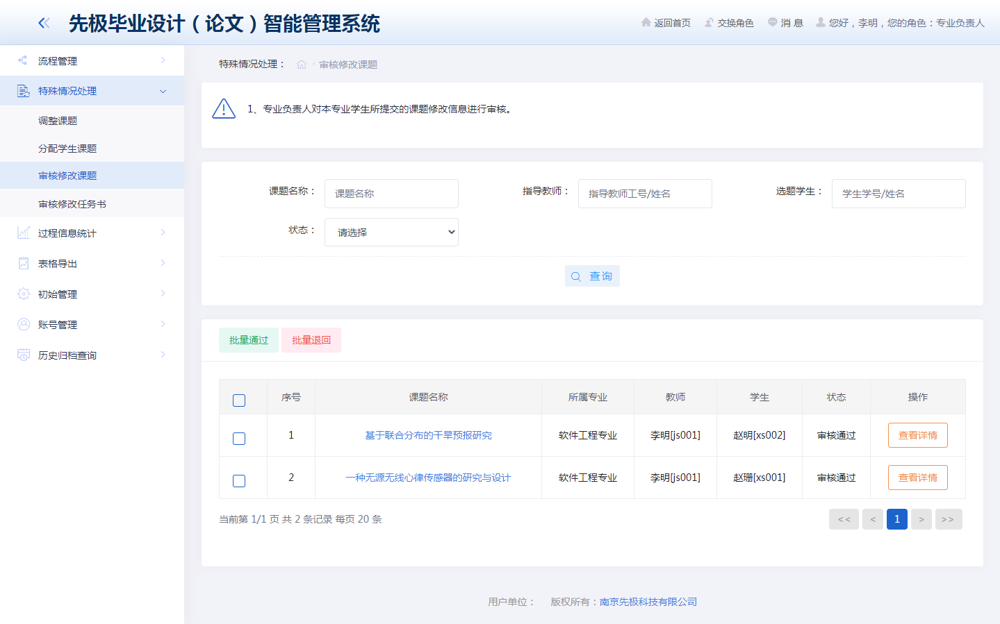 先极毕业设计（论文）智能管理系统
返回首页 交换角色 消 息 您好，李明，您的角色：专业负责人
流程管理
特殊情况处理
调整课题
分配学生课题
审核修改课题
审核修改任务书
过程信息统计
表格导出
初始管理
账号管理
历史归档查询
特殊情况处理： 审核修改课题
1、专业负责人对本专业学生所提交的课题修改信息进行审核。
课题名称： 课题名称 指导教师： 指导教师工号/姓名 选题学生： 学生学号/姓名
状态： 请选择
查询
批量通过 批量退回
序号 课题名称 所属专业 教师 学生 状态 操作
1 基于联合分布的干旱预报研究 软件工程专业 李明[js001] 赵明[xs002] 审核通过 查看详情
2 一种无源无线心律传感器的研究与设计 软件工程专业 李明[js001] 赵珊[xs001] 审核通过 查看详情
当前第 1/1 页 共 2 条记录 每页 20 条 << < 1 > >>
用户单位： 版权所有：南京先极科技有限公司